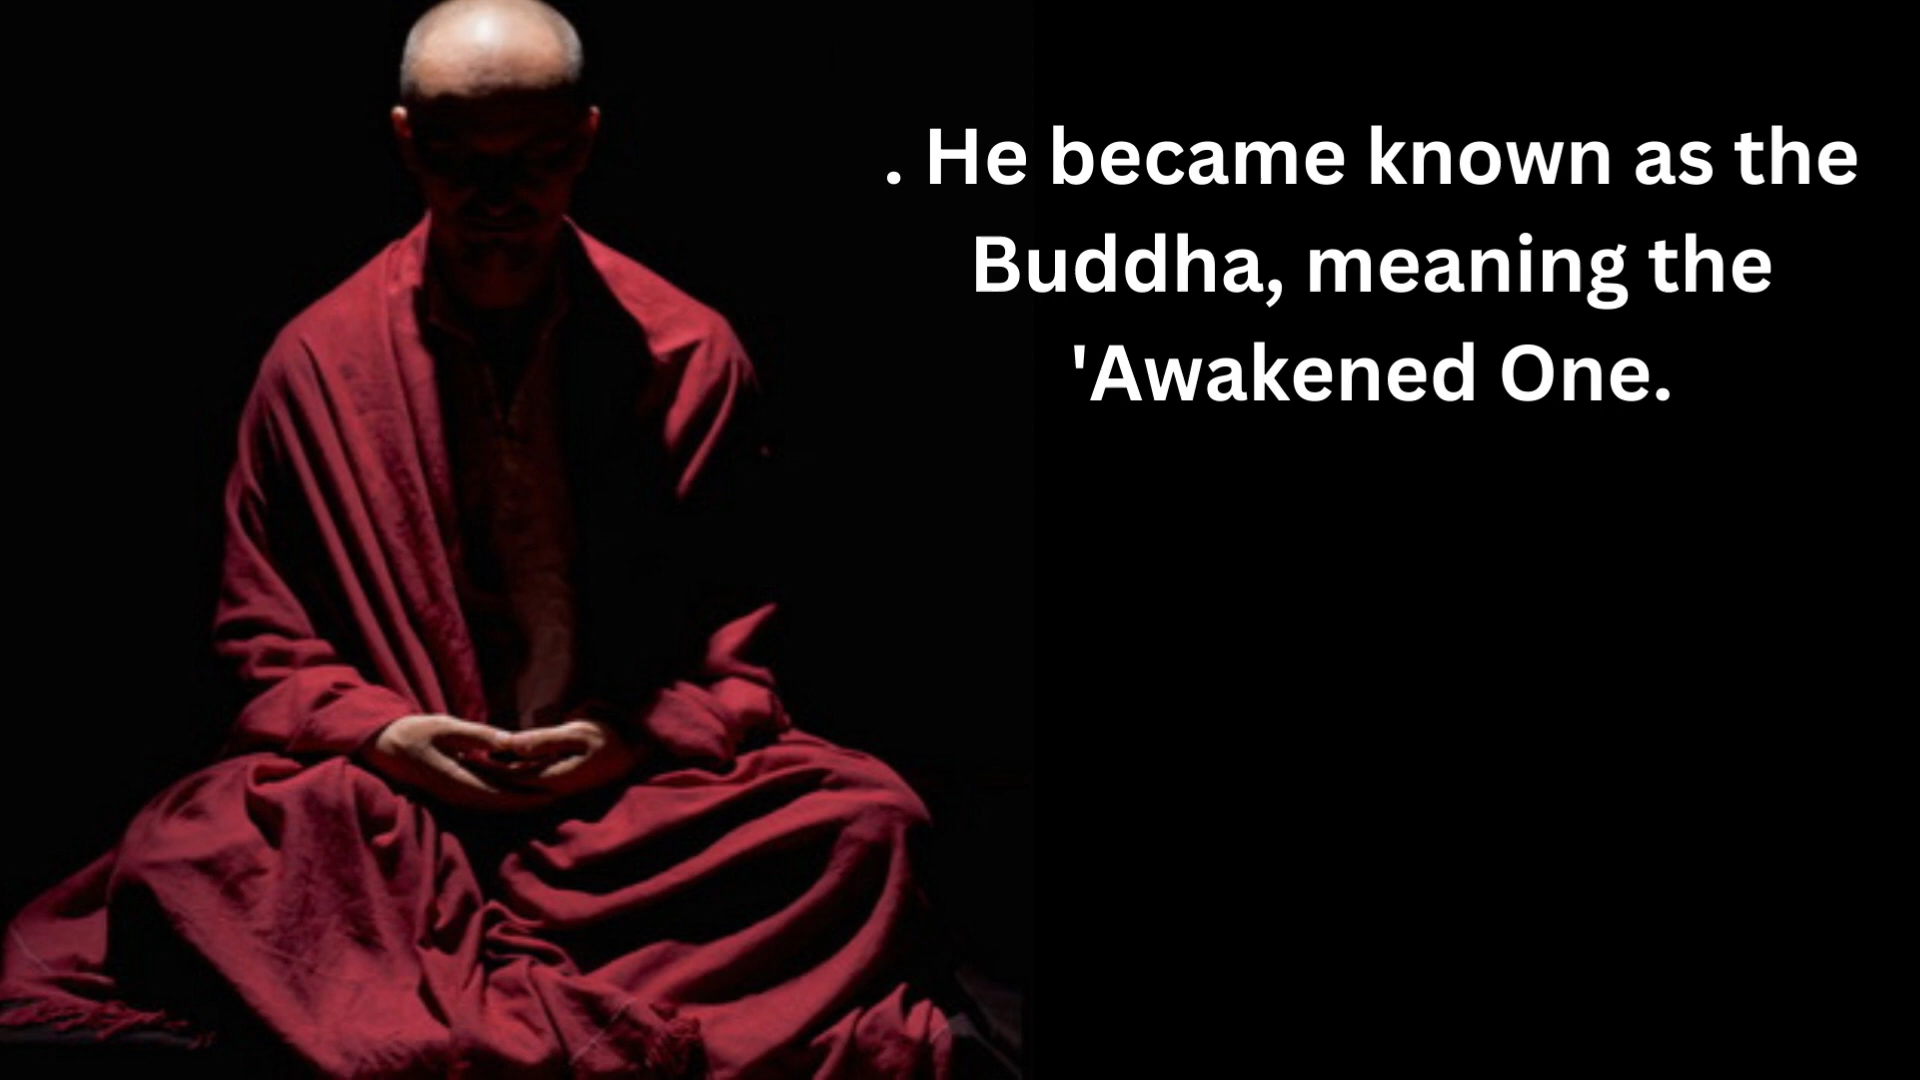 . He became known as the
Buddha, meaning the
'Awakened One.